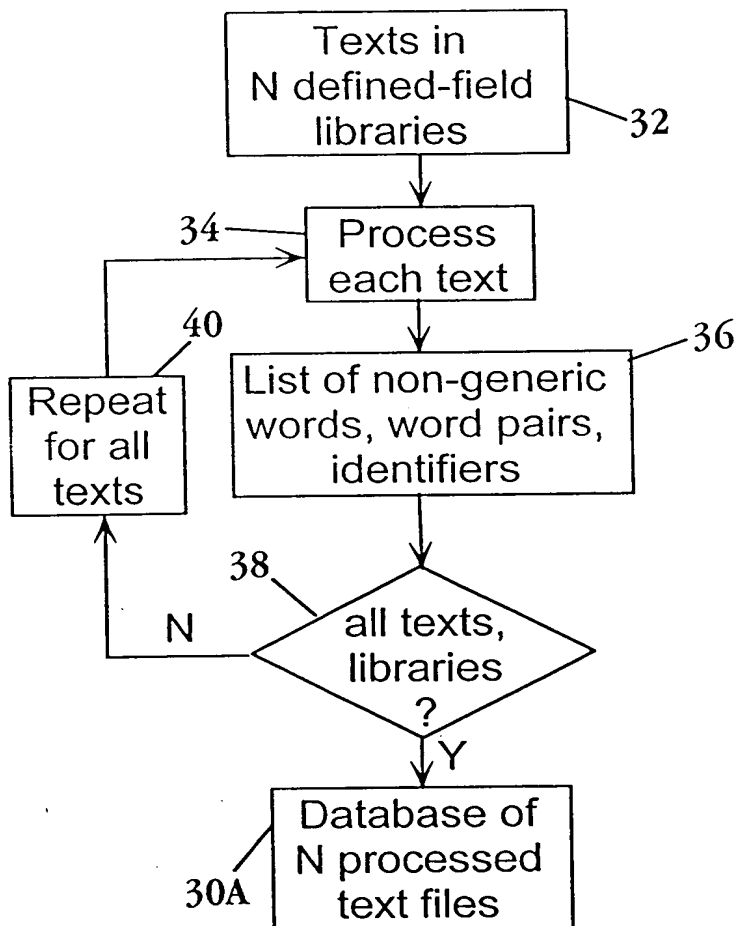 Texts in
N defined-field
libraries
32
34
Process
each text
40
36
Repeat
for all
texts
List of non-generic
words, word pairs,
identifiers
38
N
all texts,
libraries
?
Y
Database of
N processed
text files
30A